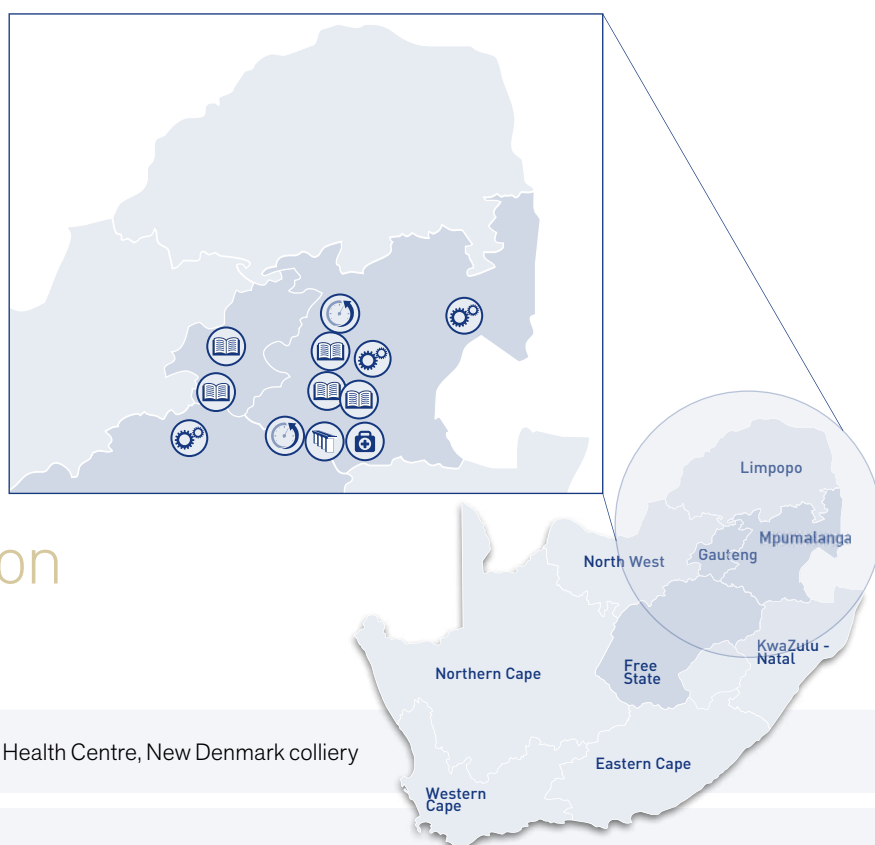 Limpopo
Mpumalanga
Gauteng
North West
on
KwaZulu -
Natal
Free
State
Northern Cape
Health Centre, New Denmark colliery
Eastern Cape
Western
Cape